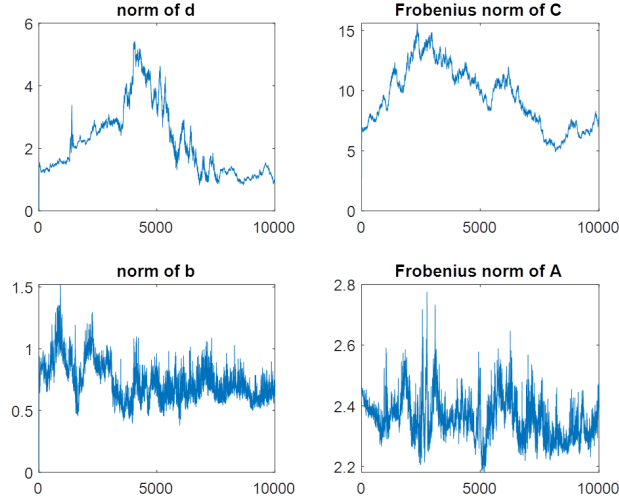 norm of d
6
4
2
0
0 5000 10000
Frobenius norm of C
15
10
5
0
0 5000 10000
norm of b
1.5
1
0.5
0
0 5000 10000
Frobenius norm of A
2.8
2.6
2.4
2.2
0 5000 10000